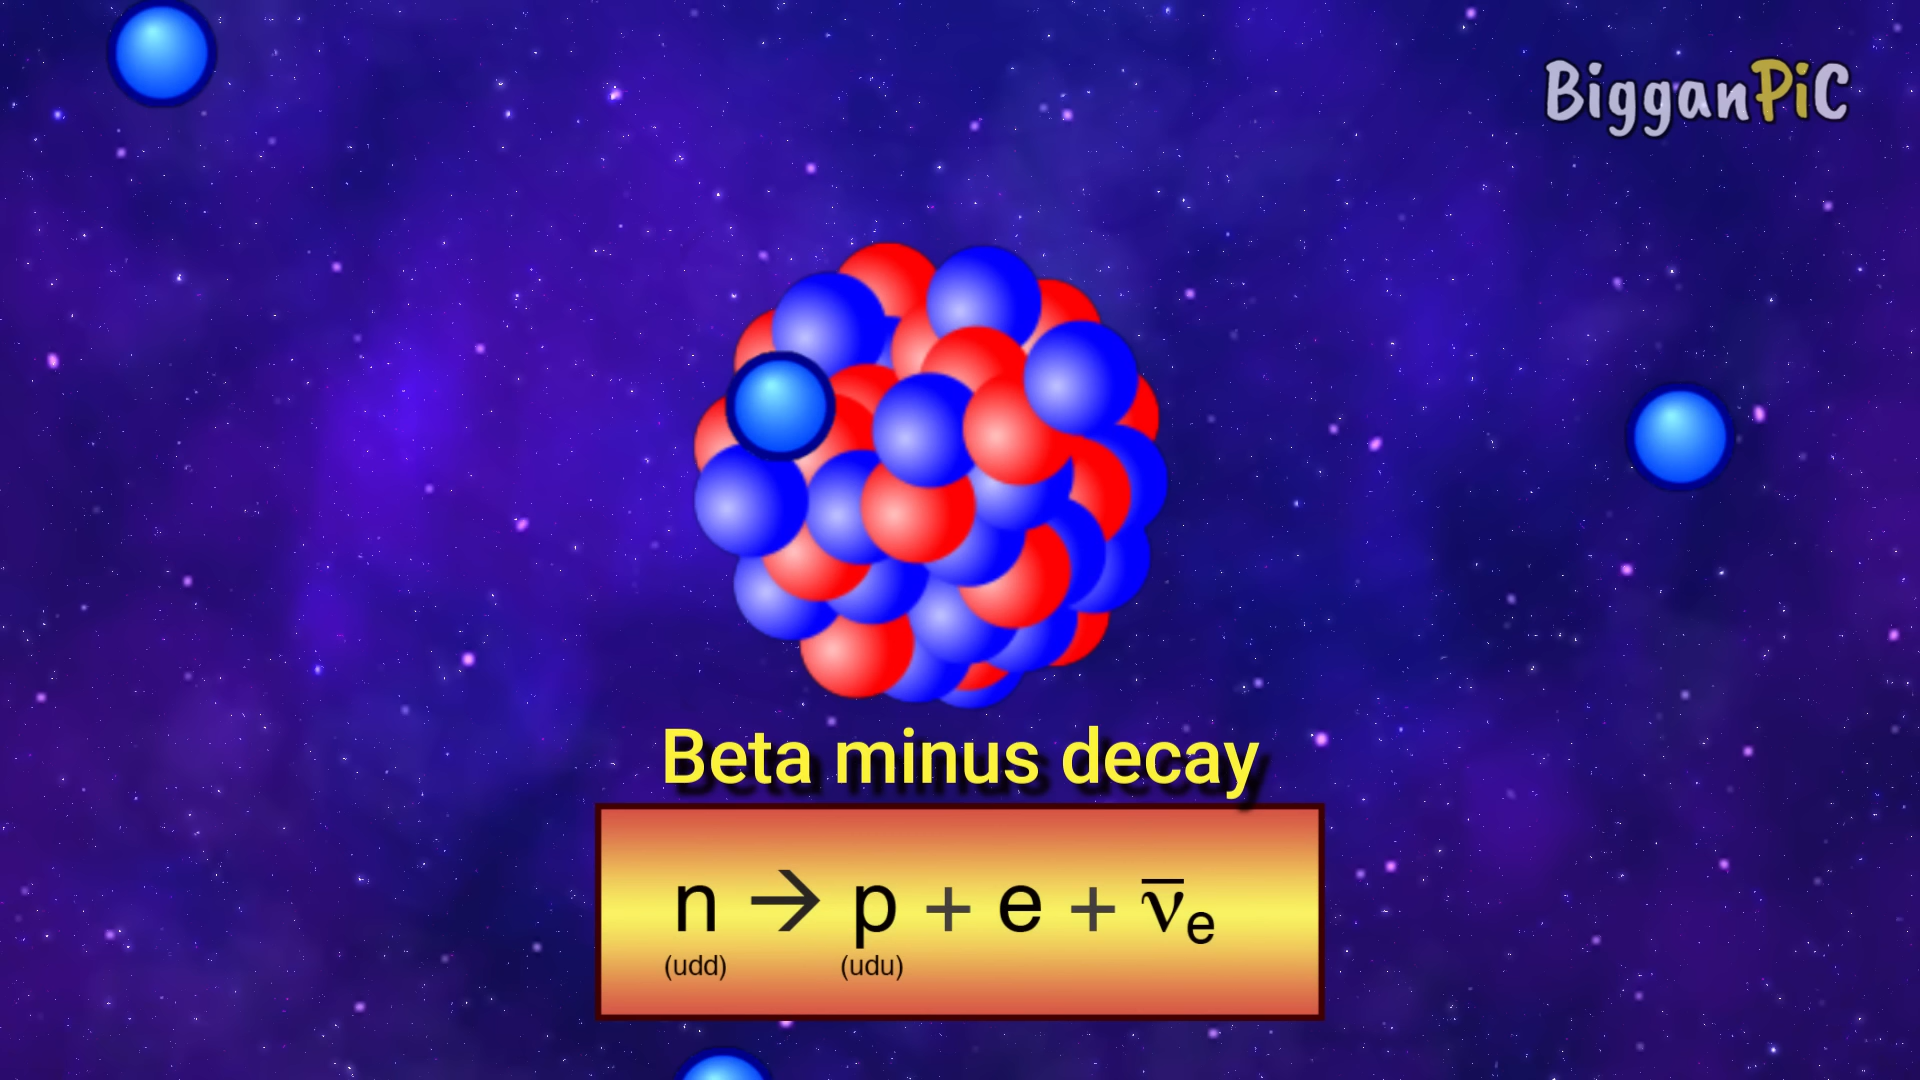 BigganPiC
Beta minus decay
n → p + e + ν̅e
(udd) (udu)